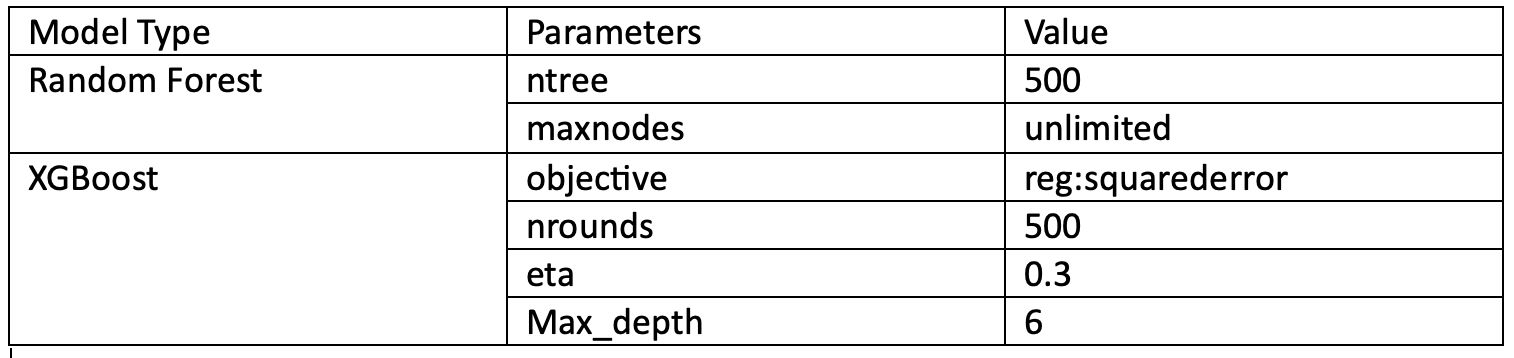 Model Type Parameters Value
Random Forest ntree 500
maxnodes unlimited
XGBoost objective reg:squarederror
nrounds 500
eta 0.3
Max_depth 6